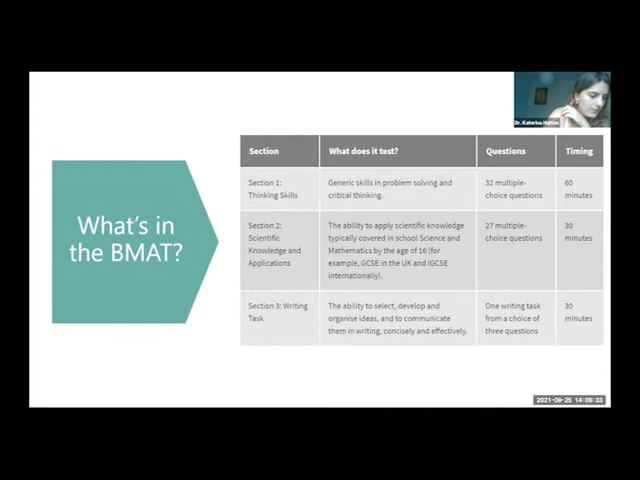 Dr. Katerina Hutton
What's in
the BMAT?
Section What does it test? Questions Timing
Section 1: Generic skills in problem solving and 32 multiple- 60
Thinking Skills critical thinking. choice questions minutes
Section 2: The ability to apply scientific knowledge 27 multiple- 30
Scientific typically covered in school Science and choice questions minutes
Knowledge and Mathematics by the age of 16 (for
Applications example, GCSE in the UK and IGCSE
internationally).
Section 3: Writing The ability to select, develop and One writing task 30
Task organise ideas, and to communicate from a choice of minutes
them in writing, concisely and effectively. three questions
2021-09-25 14:09:33